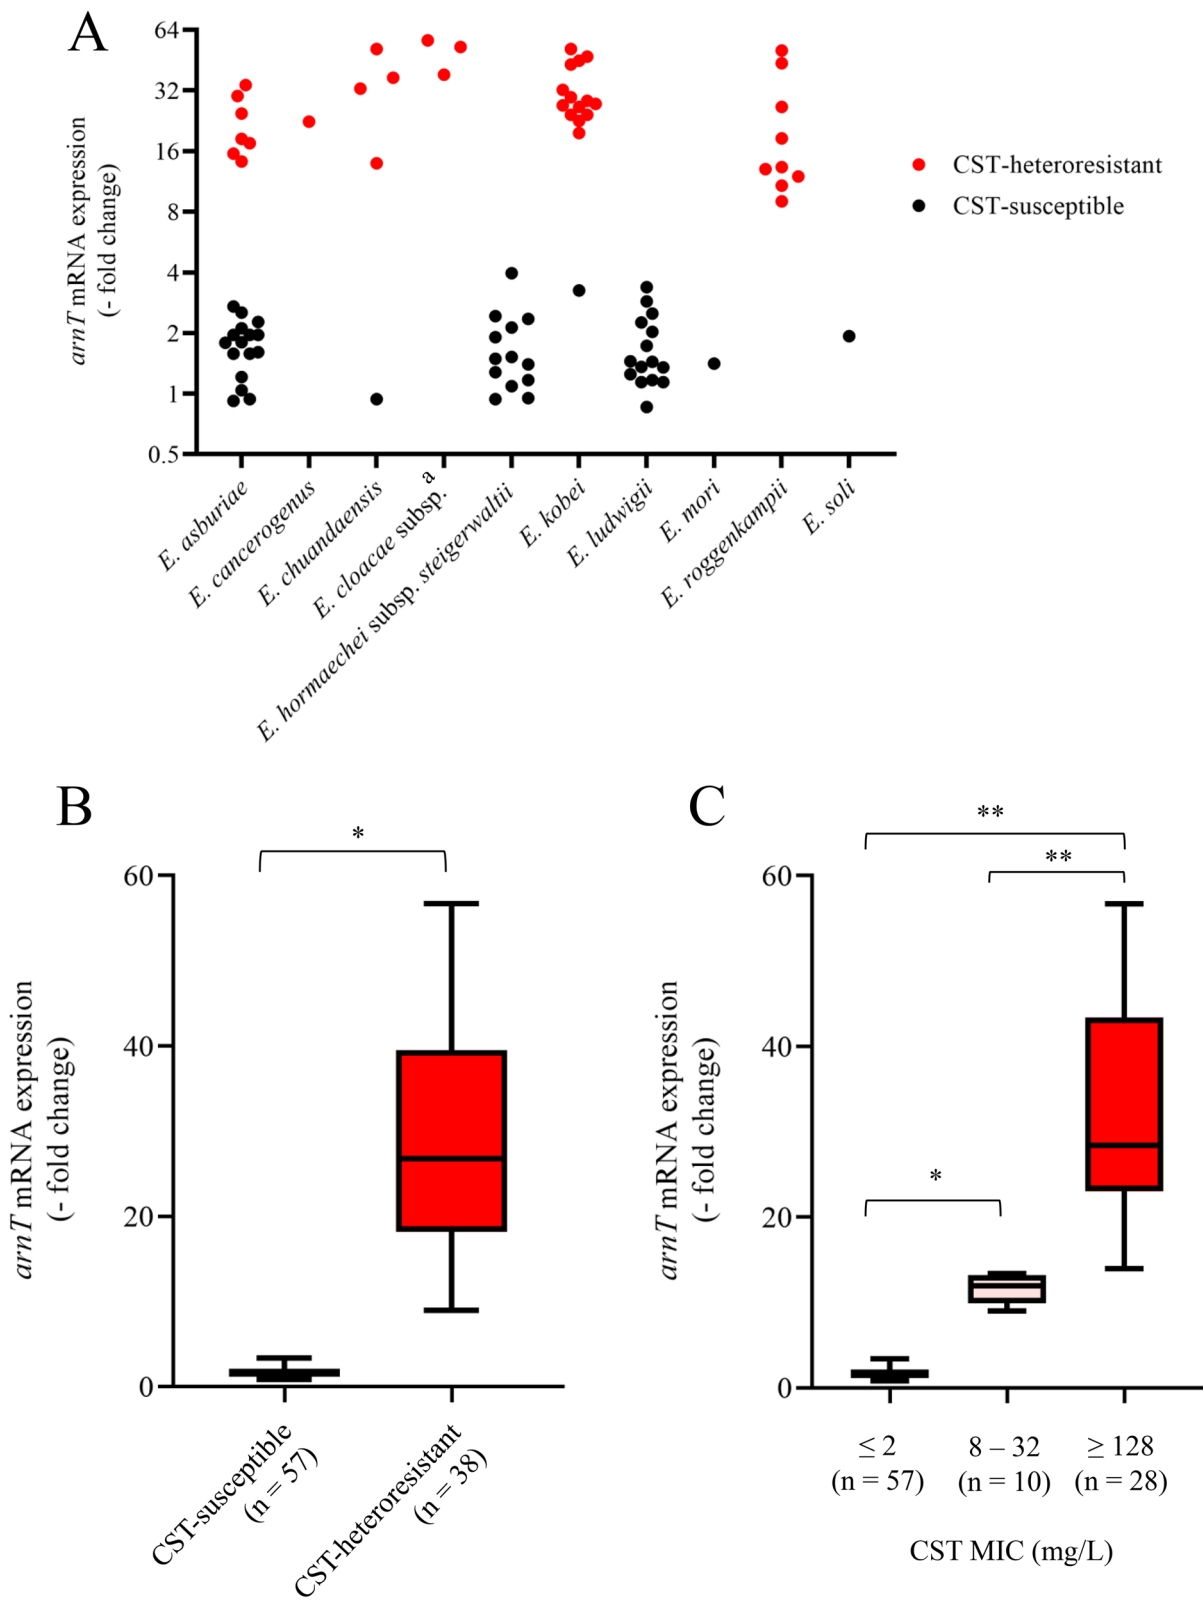 A
64
32
16
8
4
2
1
0.5
arnT mRNA expression
(- fold change)
CST-heteroresistant
CST-susceptible
E. asburiae
E. cancerogenus
E. chuandaensis
E. cloacae subsp. a
E. hormaechei subsp. steigerwaltii
E. kobei
E. ludwigii
E. mori
E. roggenkampii
E. soli
B
*
60
40
20
0
arnT mRNA expression
(- fold change)
CST-susceptible
(n = 57)
CST-heteroresistant
(n = 38)
C
**
**
*
60
40
20
0
arnT mRNA expression
(- fold change)
≤ 2
(n = 57)
8 – 32
(n = 10)
≥ 128
(n = 28)
CST MIC (mg/L)